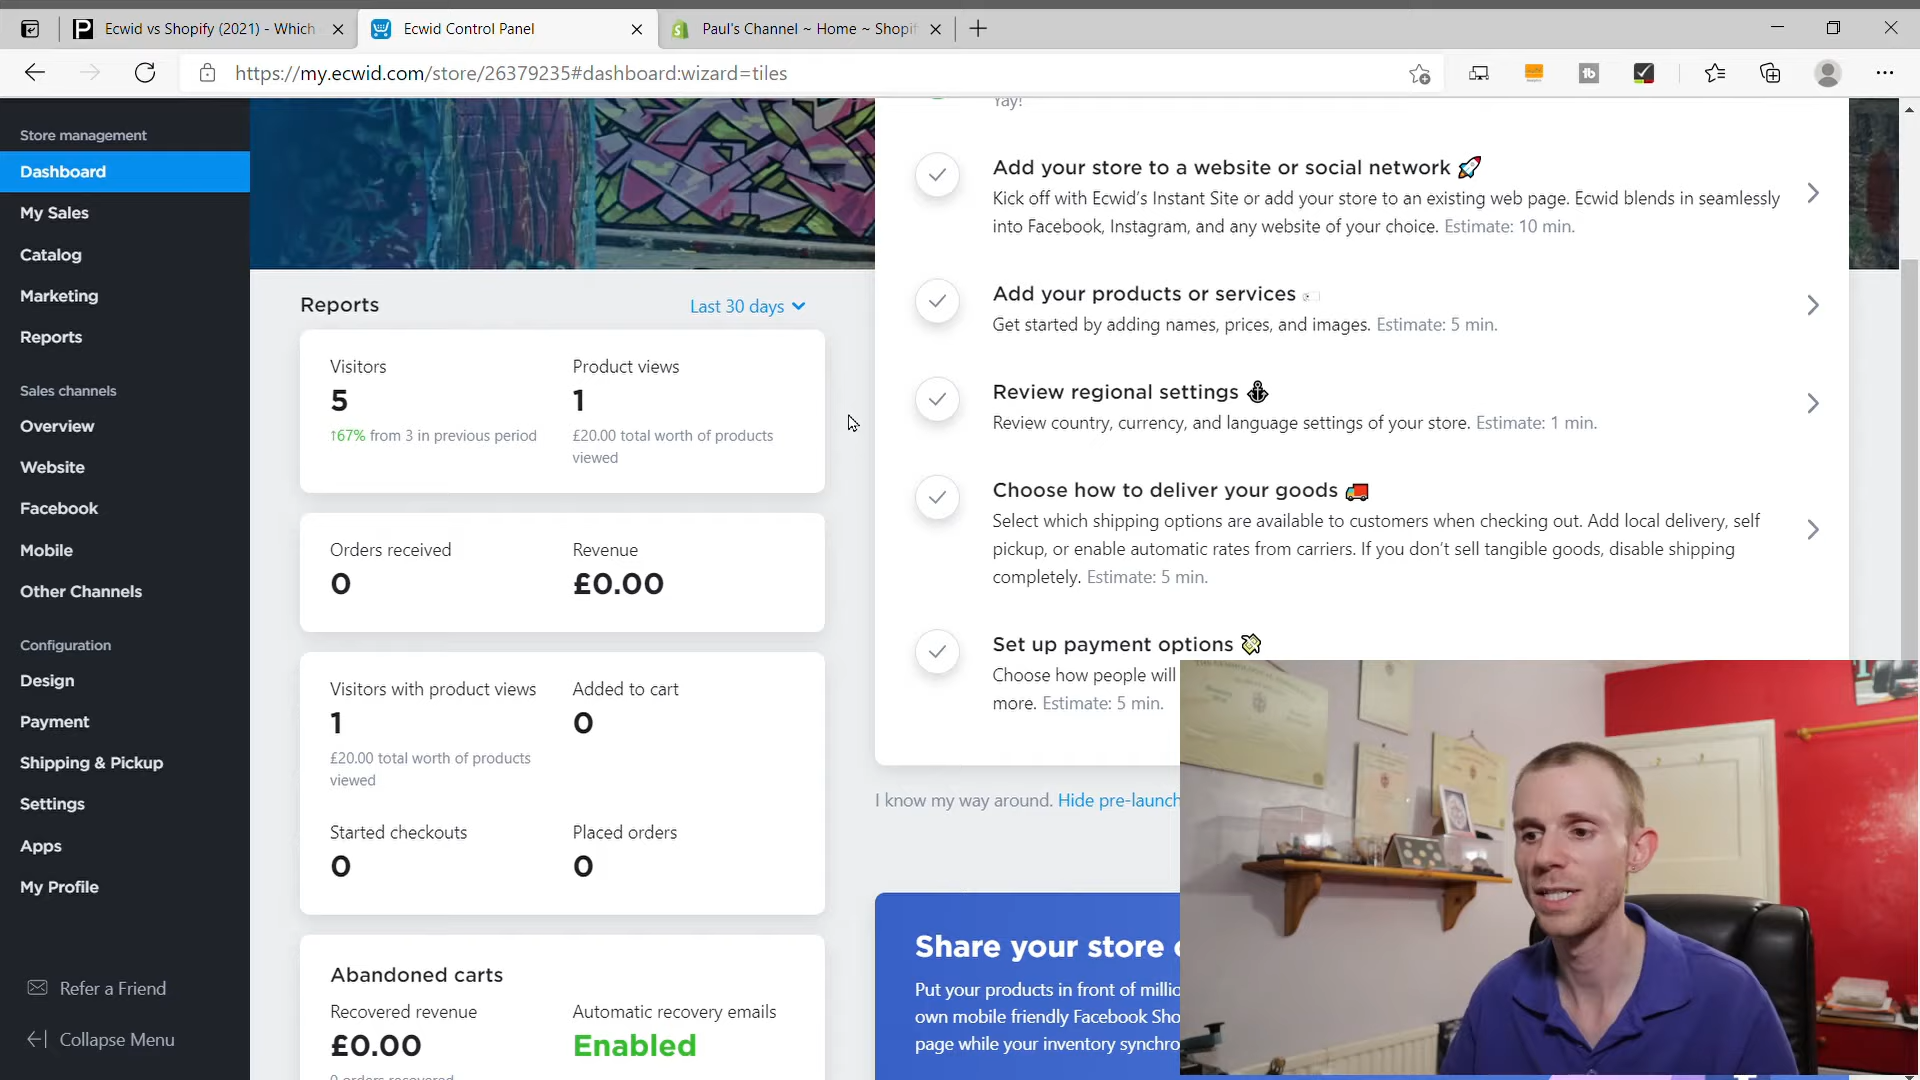 Ecwid vs Shopify (2021) - Which
Ecwid Control Panel
Paul's Channel ~ Home ~ Shopif
https://my.ecwid.com/store/26379235#dashboard:wizard=tiles
Store management
Dashboard
My Sales
Catalog
Marketing
Reports
Sales channels
Overview
Website
Facebook
Mobile
Other Channels
Configuration
Design
Payment
Shipping & Pickup
Settings
Apps
My Profile
Refer a Friend
Collapse Menu
Reports
Last 30 days
Visitors
5
↑67% from 3 in previous period
Product views
1
£20.00 total worth of products
viewed
Orders received
0
Revenue
£0.00
Visitors with product views
1
£20.00 total worth of products
viewed
Added to cart
0
Started checkouts
0
Placed orders
0
Abandoned carts
Recovered revenue
£0.00
0 orders recovered
Automatic recovery emails
Enabled
Yay!
Add your store to a website or social network
Kick off with Ecwid's Instant Site or add your store to an existing web page. Ecwid blends in seamlessly
into Facebook, Instagram, and any website of your choice. Estimate: 10 min.
Add your products or services
Get started by adding names, prices, and images. Estimate: 5 min.
Review regional settings
Review country, currency, and language settings of your store. Estimate: 1 min.
Choose how to deliver your goods
Select which shipping options are available to customers when checking out. Add local delivery, self
pickup, or enable automatic rates from carriers. If you don't sell tangible goods, disable shipping
completely. Estimate: 5 min.
Set up payment options
Choose how people will
more. Estimate: 5 min.
I know my way around. Hide pre-launch
Share your store
Put your products in front of millio
own mobile friendly Facebook Sho
page while your inventory synchro